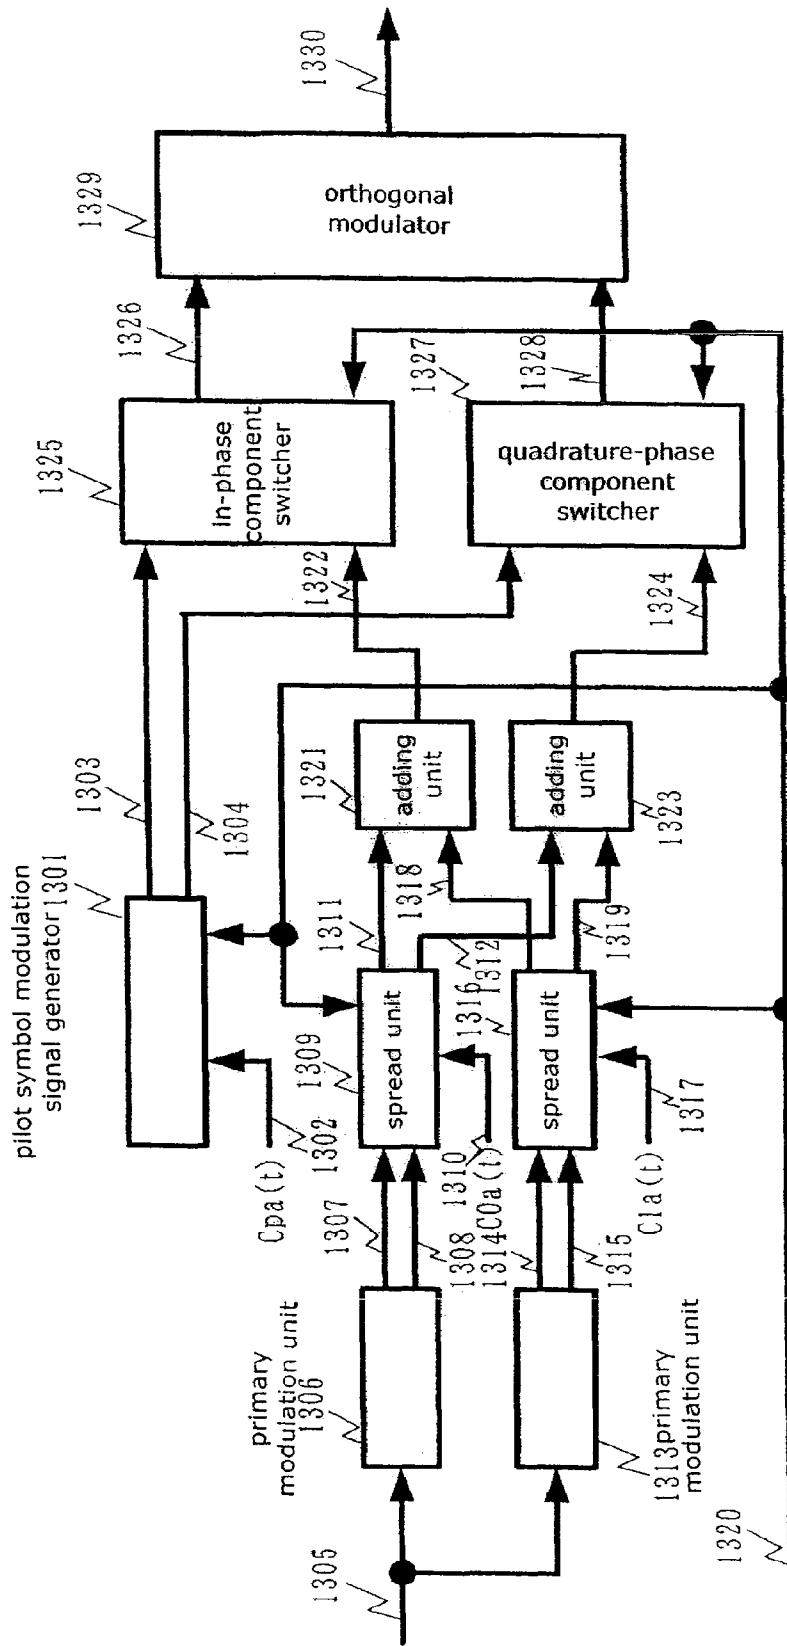 1330
1329
orthogonal
modulator
1326
1328
1327
1325
in-phase
component
switcher
quadrature-phase
component
switcher
1322
1324
1303
1304
1321
adding
unit
adding
unit
1323
1318
1311
1312
1319
pilot symbol modulation
signal generator 1301
1302
Cpa(t)
1309
spread unit
1316
spread unit
1310
C0a(t)
1317
C1a(t)
1307
1308
1314
1315
primary
modulation unit
1306
1313 primary
modulation unit
1305
1320